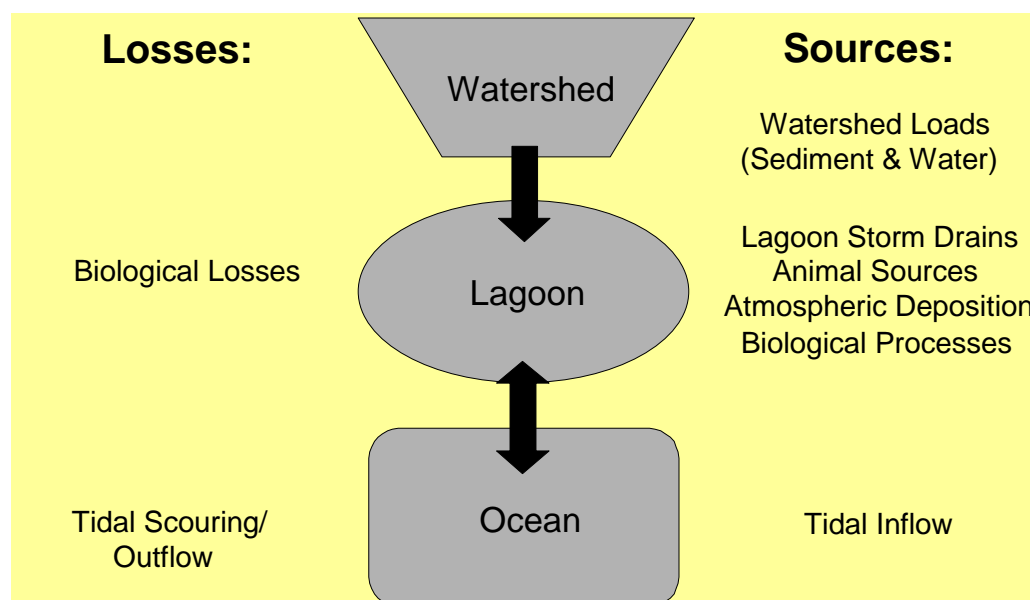 Losses:
Sources:
Watershed
Watershed Loads
(Sediment & Water)
Biological Losses
Lagoon
Lagoon Storm Drains
Animal Sources
Atmospheric Deposition
Biological Processes
Tidal Scouring/
Outflow
Ocean
Tidal Inflow